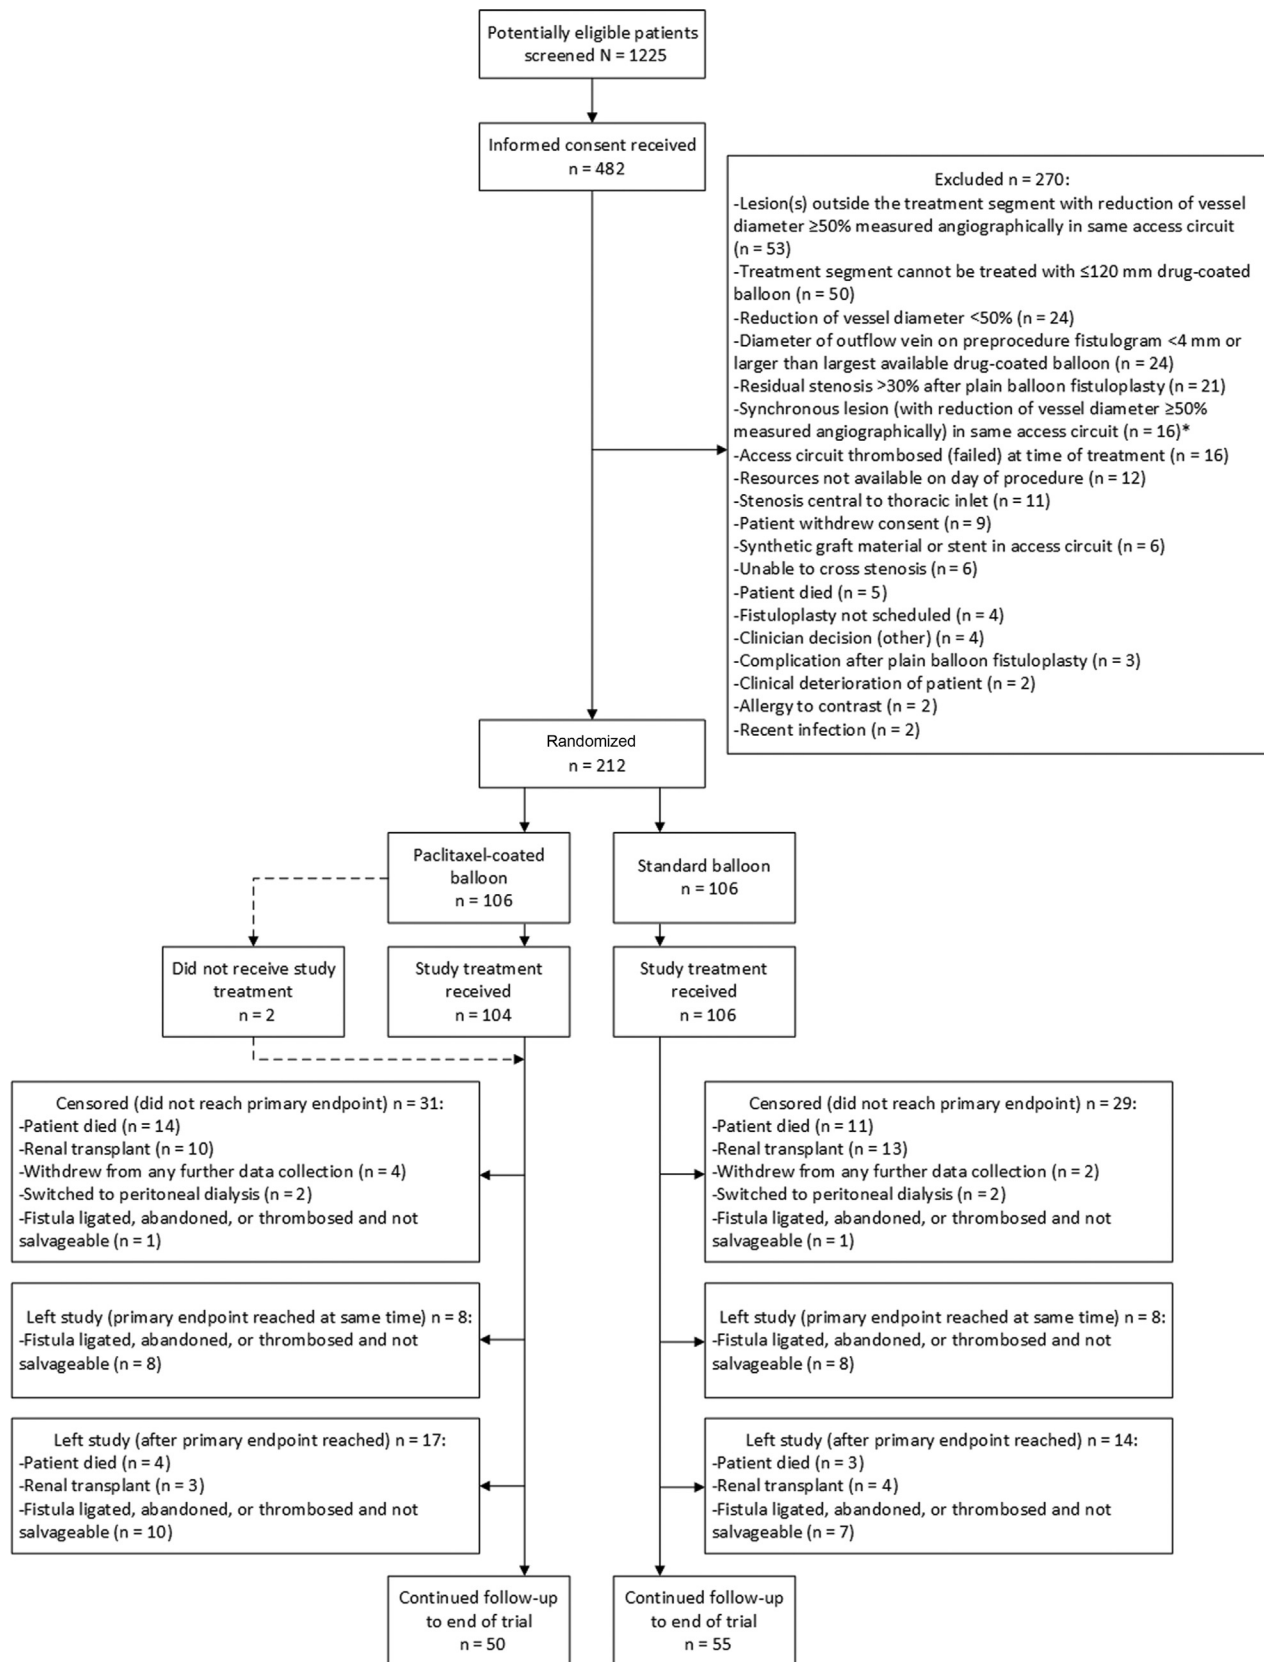 Potentially eligible patients
screened N = 1225
Informed consent received
n = 482
Excluded n = 270:
-Lesion(s) outside the treatment segment with reduction of vessel
diameter ≥50% measured angiographically in same access circuit
(n = 53)
-Treatment segment cannot be treated with ≤120 mm drug-coated
balloon (n = 50)
-Reduction of vessel diameter <50% (n = 24)
-Diameter of outflow vein on preprocedure fistulogram <4 mm or
larger than largest available drug-coated balloon (n = 24)
-Residual stenosis >30% after plain balloon fistuloplasty (n = 21)
-Synchronous lesion (with reduction of vessel diameter ≥50%
measured angiographically) in same access circuit (n = 16)*
-Access circuit thrombosed (failed) at time of treatment (n = 16)
-Resources not available on day of procedure (n = 12)
-Stenosis central to thoracic inlet (n = 11)
-Patient withdrew consent (n = 9)
-Synthetic graft material or stent in access circuit (n = 6)
-Unable to cross stenosis (n = 6)
-Patient died (n = 5)
-Fistuloplasty not scheduled (n = 4)
-Clinician decision (other) (n = 4)
-Complication after plain balloon fistuloplasty (n = 3)
-Clinical deterioration of patient (n = 2)
-Allergy to contrast (n = 2)
-Recent infection (n = 2)
Randomized
n = 212
Paclitaxel-coated
balloon
n = 106
Standard balloon
n = 106
Did not receive study
treatment
n = 2
Study treatment
received
n = 104
Study treatment
received
n = 106
Censored (did not reach primary endpoint) n = 31:
-Patient died (n = 14)
-Renal transplant (n = 10)
-Withdrew from any further data collection (n = 4)
-Switched to peritoneal dialysis (n = 2)
-Fistula ligated, abandoned, or thrombosed and not
salvageable (n = 1)
Censored (did not reach primary endpoint) n = 29:
-Patient died (n = 11)
-Renal transplant (n = 13)
-Withdrew from any further data collection (n = 2)
-Switched to peritoneal dialysis (n = 2)
-Fistula ligated, abandoned, or thrombosed and not
salvageable (n = 1)
Left study (primary endpoint reached at same time) n = 8:
-Fistula ligated, abandoned, or thrombosed and not
salvageable (n = 8)
Left study (primary endpoint reached at same time) n = 8:
-Fistula ligated, abandoned, or thrombosed and not
salvageable (n = 8)
Left study (after primary endpoint reached) n = 17:
-Patient died (n = 4)
-Renal transplant (n = 3)
-Fistula ligated, abandoned, or thrombosed and not
salvageable (n = 10)
Left study (after primary endpoint reached) n = 14:
-Patient died (n = 3)
-Renal transplant (n = 4)
-Fistula ligated, abandoned, or thrombosed and not
salvageable (n = 7)
Continued follow-up
to end of trial
n = 50
Continued follow-up
to end of trial
n = 55